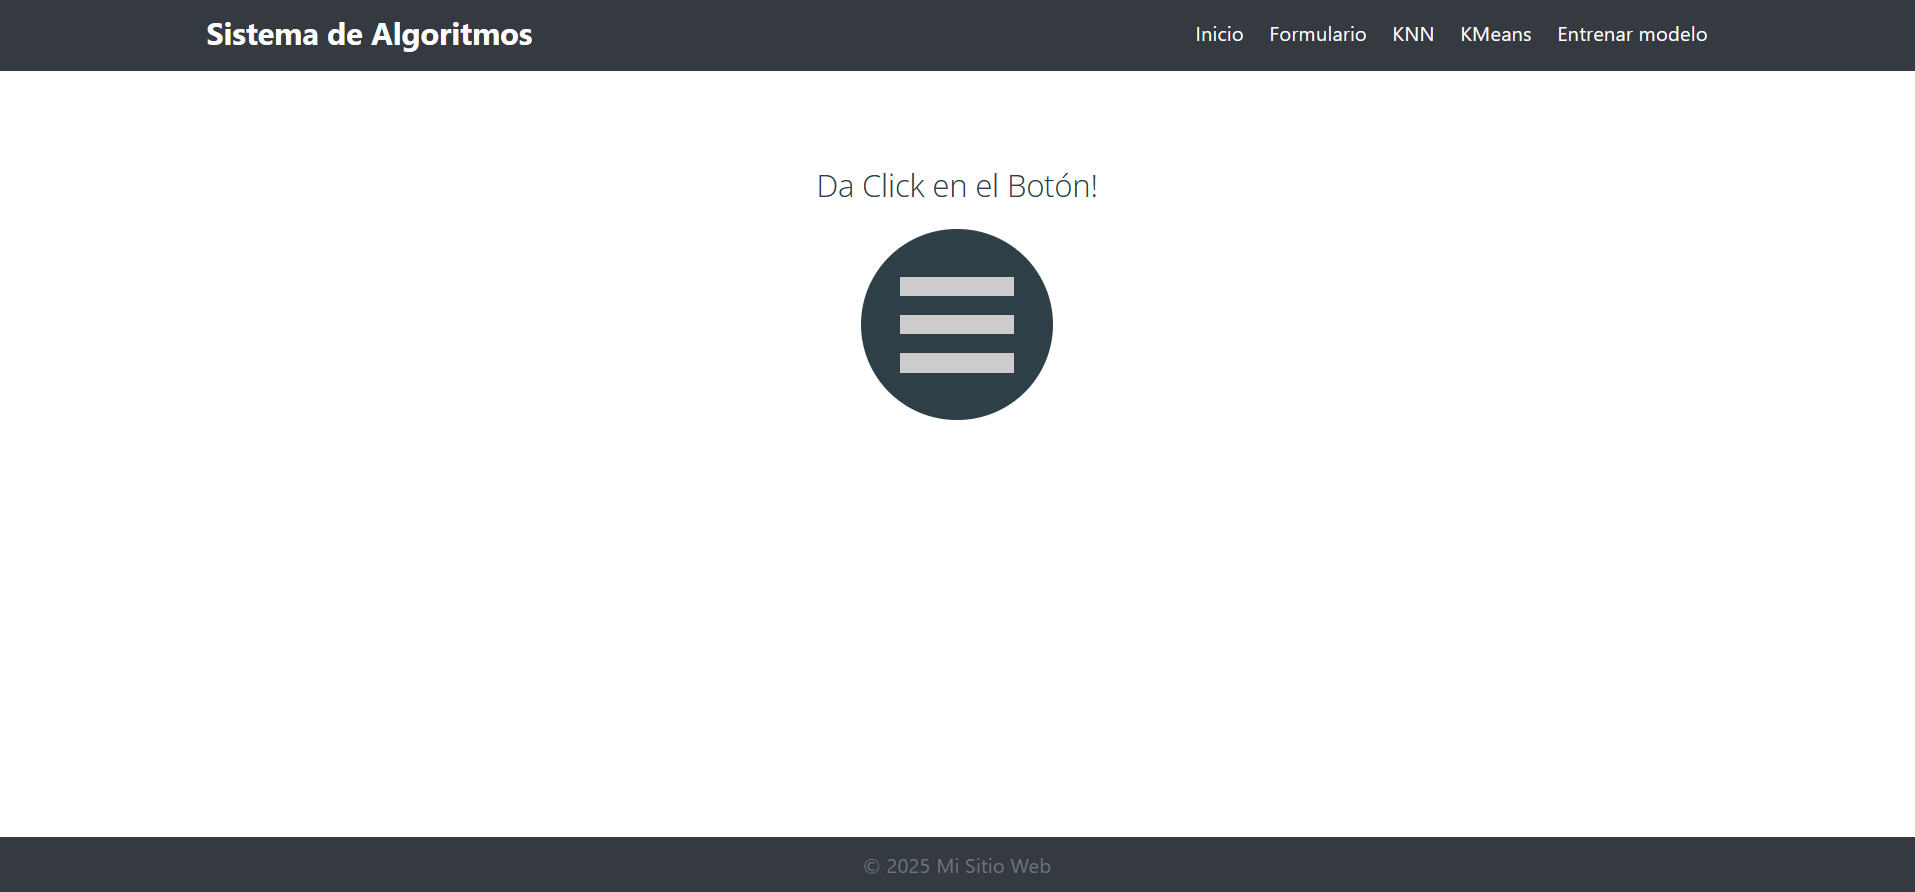 Sistema de Algoritmos
Inicio Formulario KNN KMeans Entrenar modelo
Da Click en el Botón!
© 2025 Mi Sitio Web